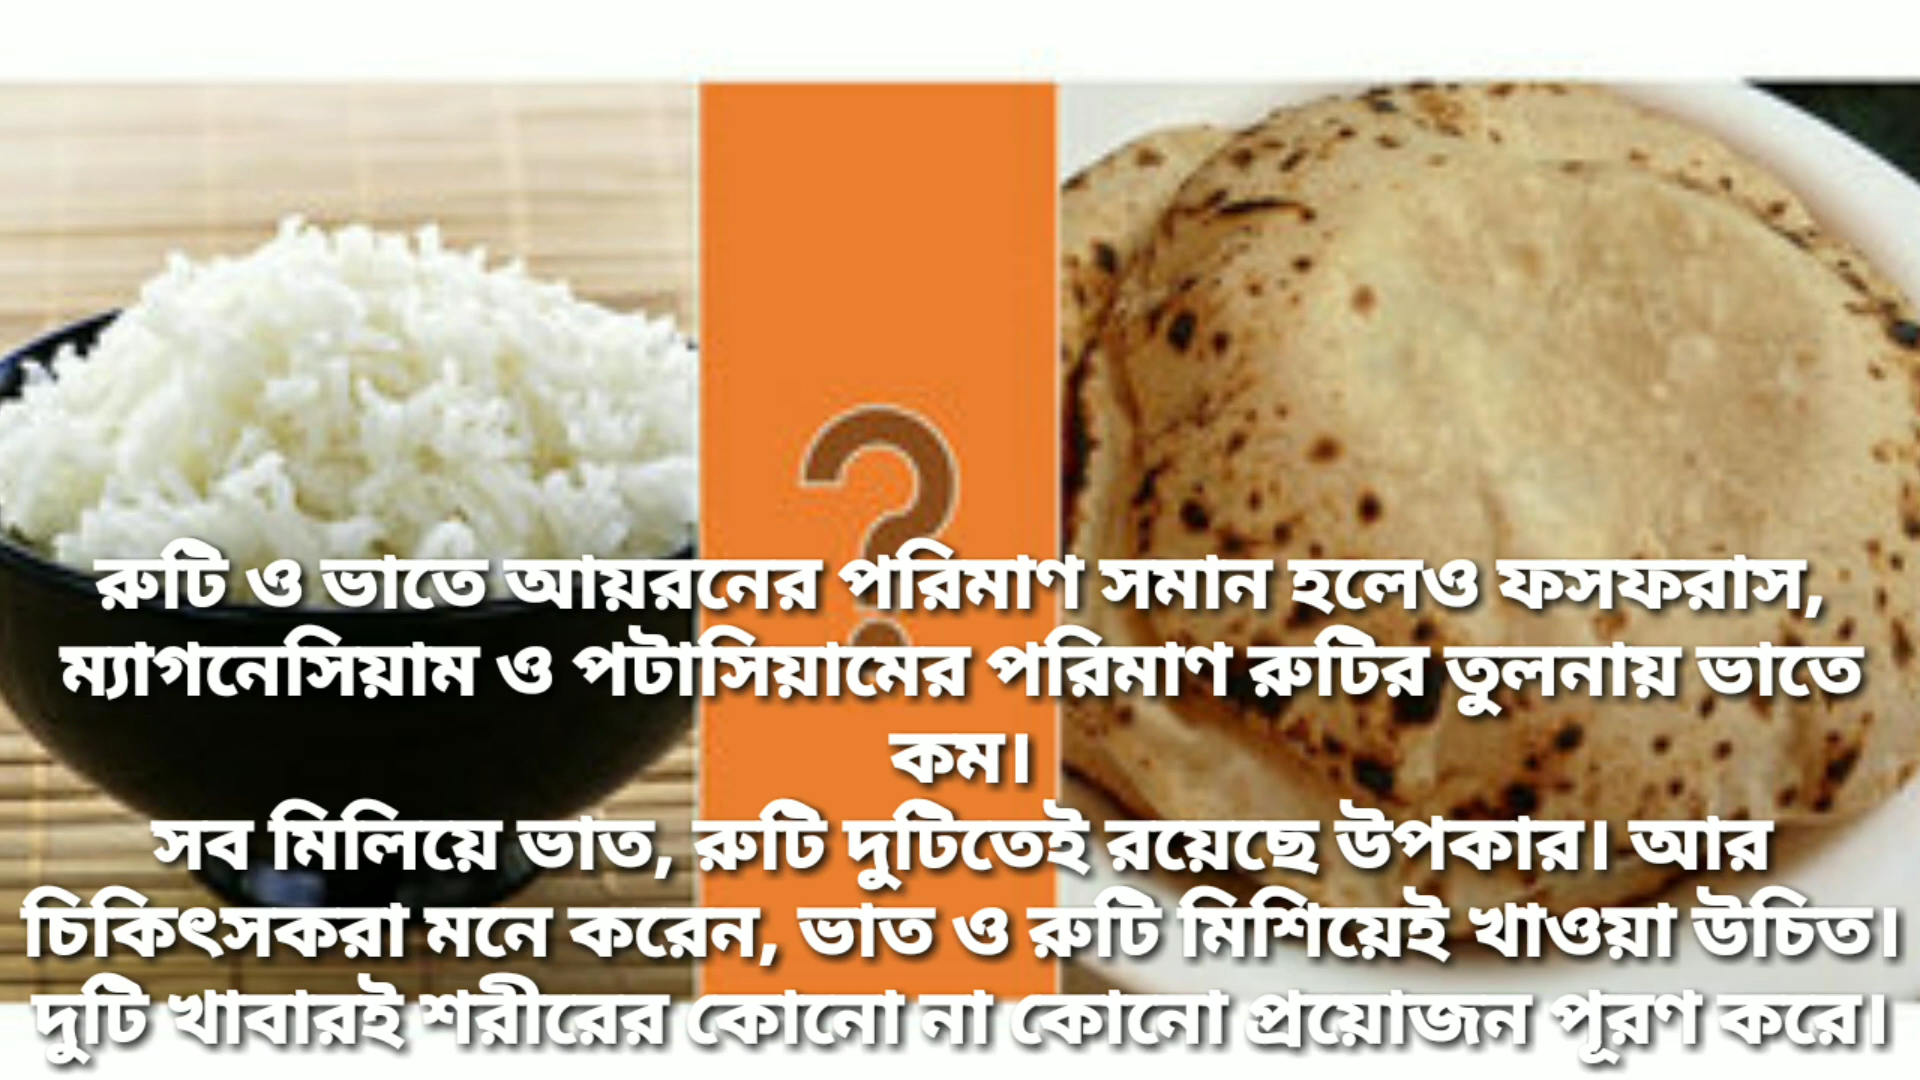 ?
রুটি ও ভাতে আয়রনের পরিমাণ সমান হলেও ফসফরাস,
ম্যাগনেসিয়াম ও পটাসিয়ামের পরিমাণ রুটির তুলনায় ভাতে
কম।
সব মিলিয়ে ভাত, রুটি দুটিতেই রয়েছে উপকার। আর
চিকিৎসকরা মনে করেন, ভাত ও রুটি মিশিয়েই খাওয়া উচিত।
দুটি খাবারই শরীরের কোনো না কোনো প্রয়োজন পূরণ করে।